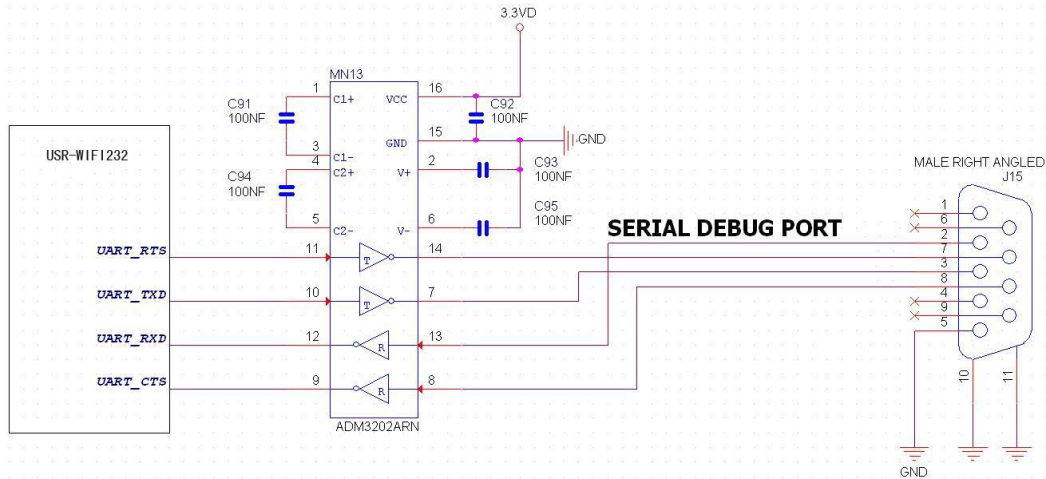 3.3VD
MN13
1 C1+ VCC 16
C91
100NF
C92
100NF
3 C1-
GND 15
GND
4 C2+
V+ 2
C93
100NF
USR-WIFI232
C94
100NF
5 C2-
V- 6
C95
100NF
MALE RIGHT ANGLED
J15
SERIAL DEBUG PORT
1
6
2
7
3
8
4
9
5
10
11
GND
UART_RTS 11 T 14
UART_TXD 10 T 7
UART_RXD 12 R 13
UART_CTS 9 R 8
ADM3202ARN